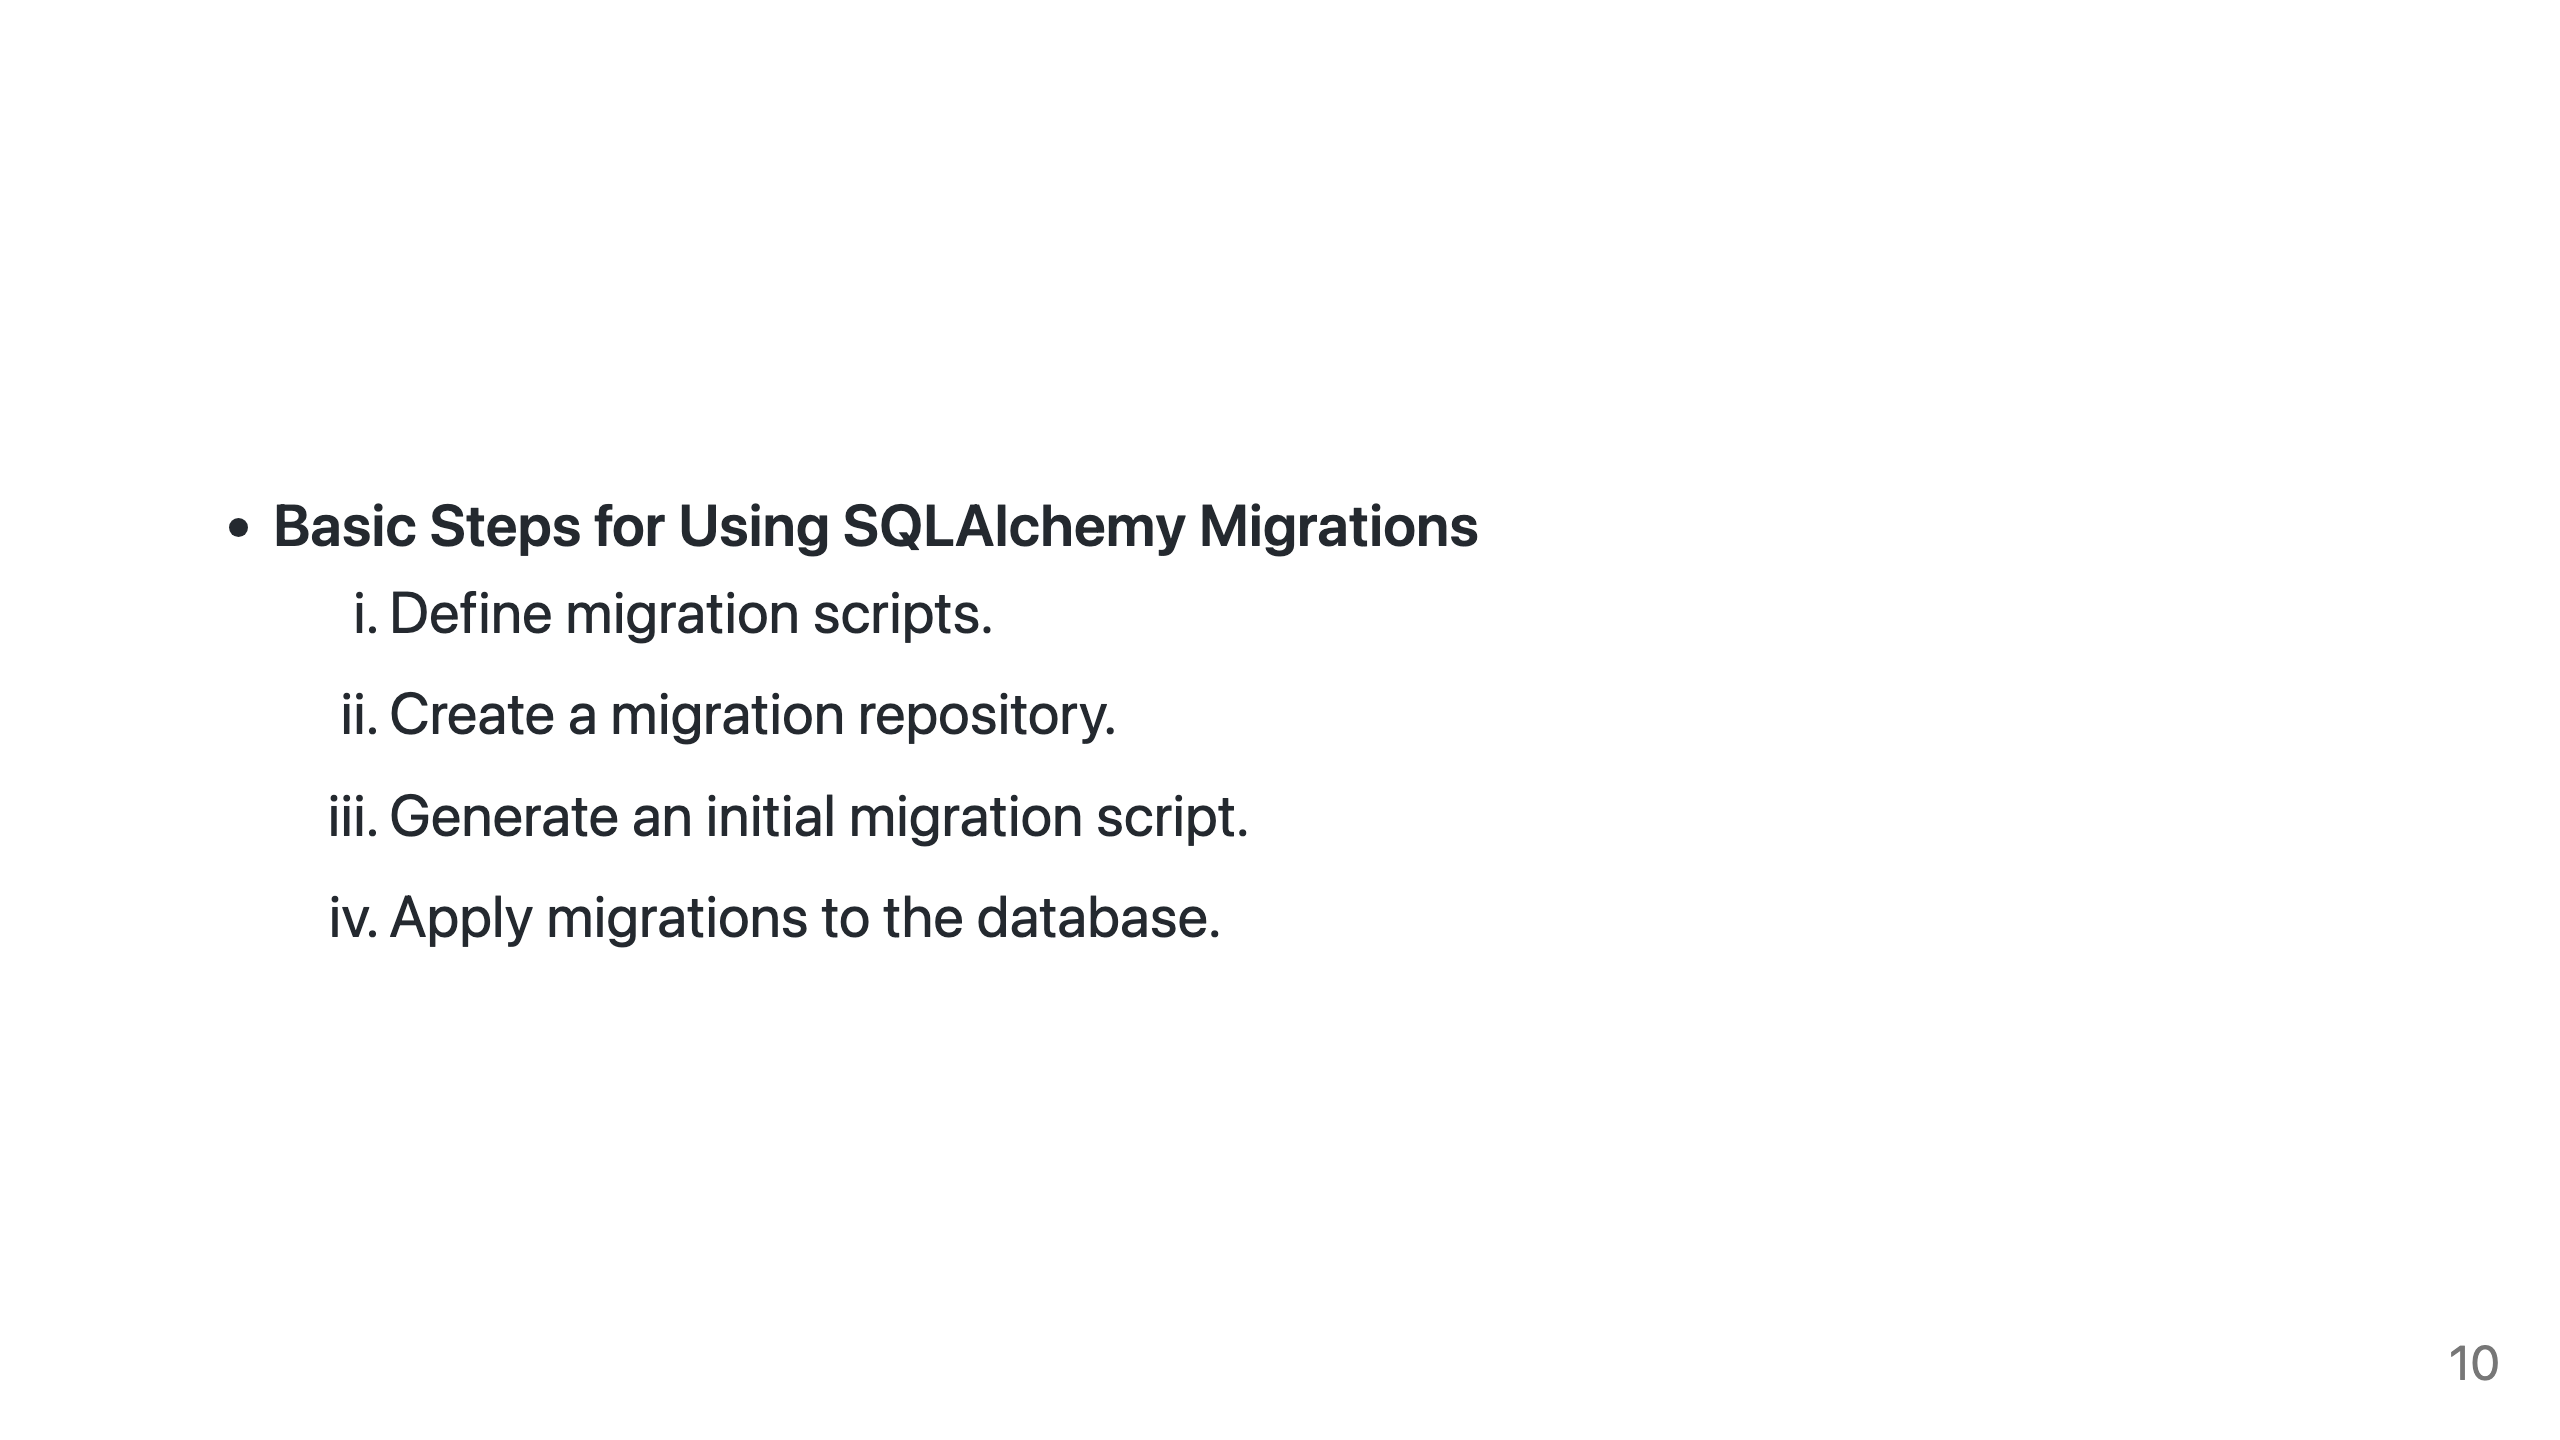 • Basic Steps for Using SQLAlchemy Migrations
i. Define migration scripts.
ii. Create a migration repository.
iii. Generate an initial migration script.
iv. Apply migrations to the database.
10